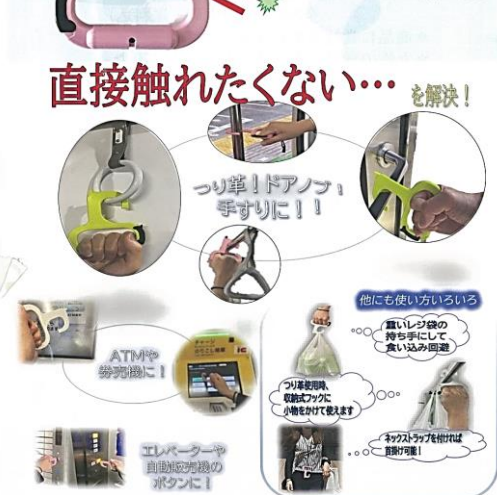 直接触れたくない… を解決！
つり革！ドアノブ！
手すりに！！
他にも使い方いろいろ
重いレジ袋の
持ち手にして
食い込み回避
ATMや
券売機に！
チャージ
ic
つり革使用時、
収納式フックに
小物をかけて使えます
ネックストラップを付ければ
首掛け可能！
エレベーターや
自動販売機の
ボタンに！